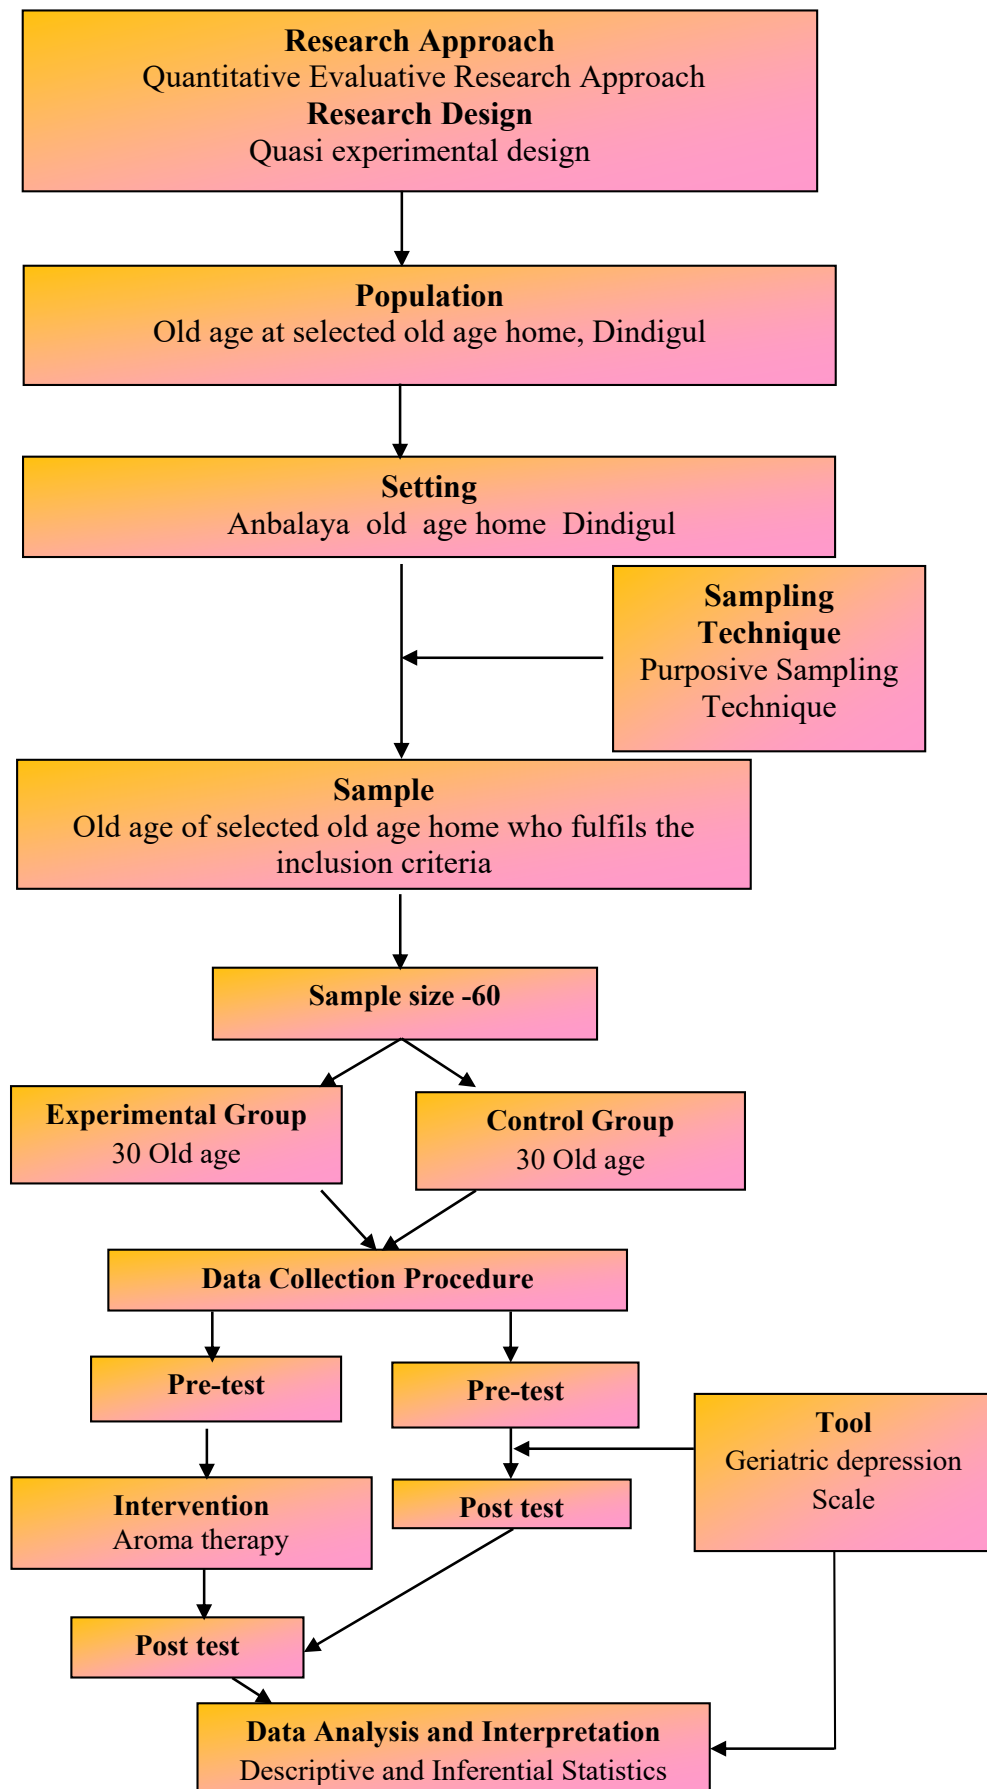 Research Approach
Quantitative Evaluative Research Approach
Research Design
Quasi experimental design
Population
Old age at selected old age home, Dindigul
Setting
Anbalaya old age home Dindigul
Sampling
Technique
Purposive Sampling
Technique
Sample
Old age of selected old age home who fulfils the
inclusion criteria
Sample size -60
Experimental Group
30 Old age
Control Group
30 Old age
Data Collection Procedure
Pre-test
Pre-test
Tool
Geriatric depression
Scale
Intervention
Aroma therapy
Post test
Post test
Data Analysis and Interpretation
Descriptive and Inferential Statistics